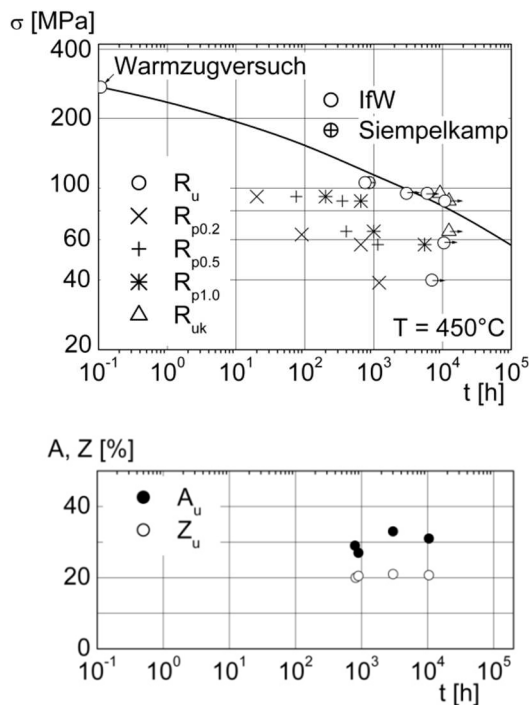 σ [MPa]
400
Warmzugversuch
IfW
Siempelkamp
200
100
60
40
20
R_u
R_p0.2
R_p0.5
R_p1.0
R_uk
T = 450°C
10^-1 10^0 10^1 10^2 10^3 10^4 10^5
t [h]
A, Z [%]
A_u
Z_u
40
20
0
10^-1 10^0 10^1 10^2 10^3 10^4 10^5
t [h]